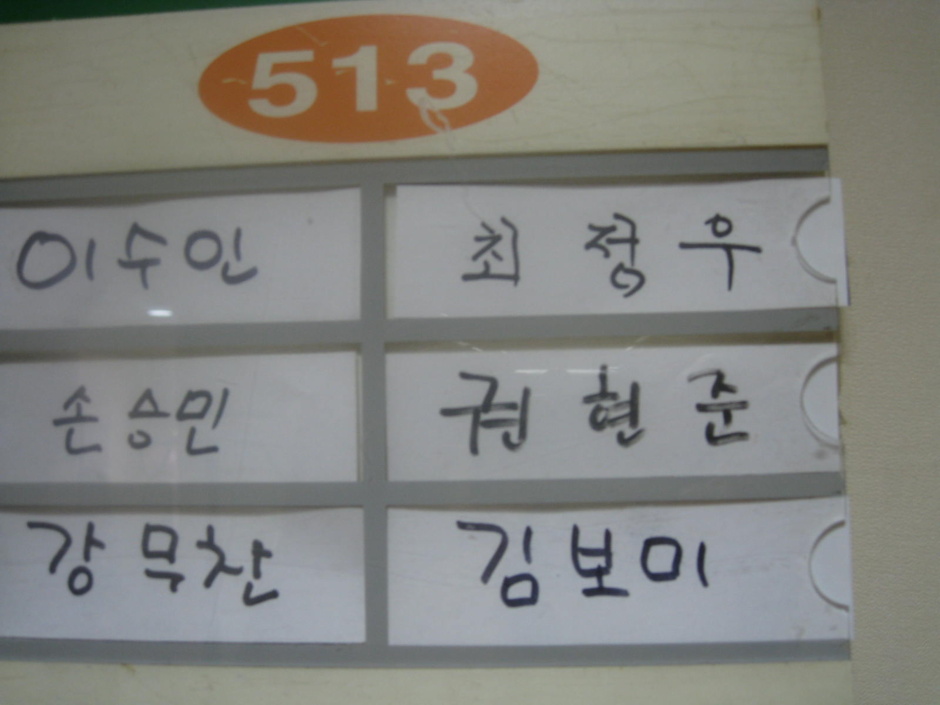 513
이수인 최정우
손승민 권현준
강무찬 김보미